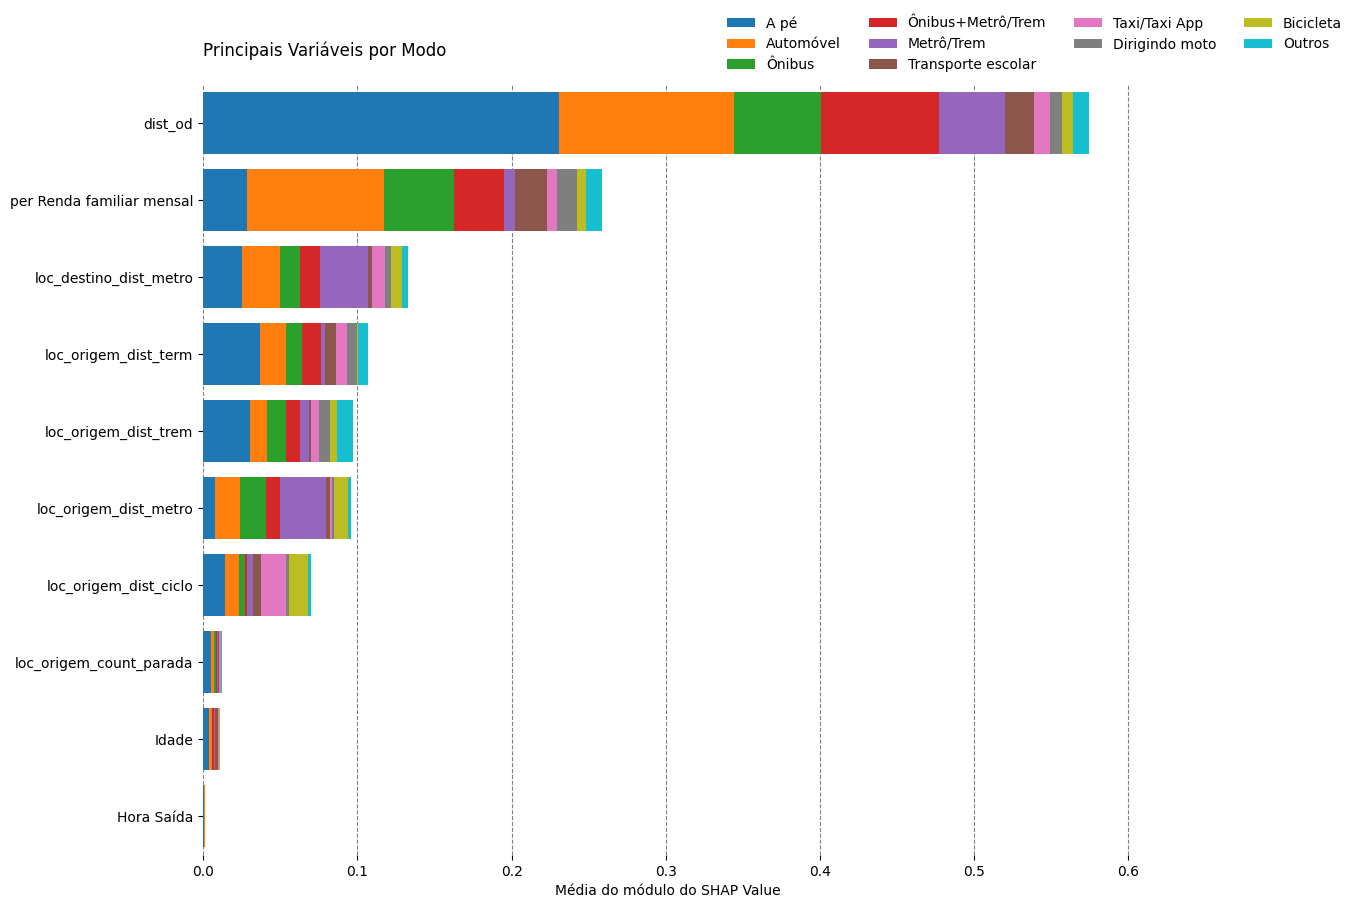 Principais Variáveis por Modo
A pé
Automóvel
Ônibus
Ônibus+Metrô/Trem
Metrô/Trem
Transporte escolar
Taxi/Taxi App
Dirigindo moto
Bicicleta
Outros
dist_od
per Renda familiar mensal
loc_destino_dist_metro
loc_origem_dist_term
loc_origem_dist_trem
loc_origem_dist_metro
loc_origem_dist_ciclo
loc_origem_count_parada
Idade
Hora Saída
0.0 0.1 0.2 0.3 0.4 0.5 0.6
Média do módulo do SHAP Value